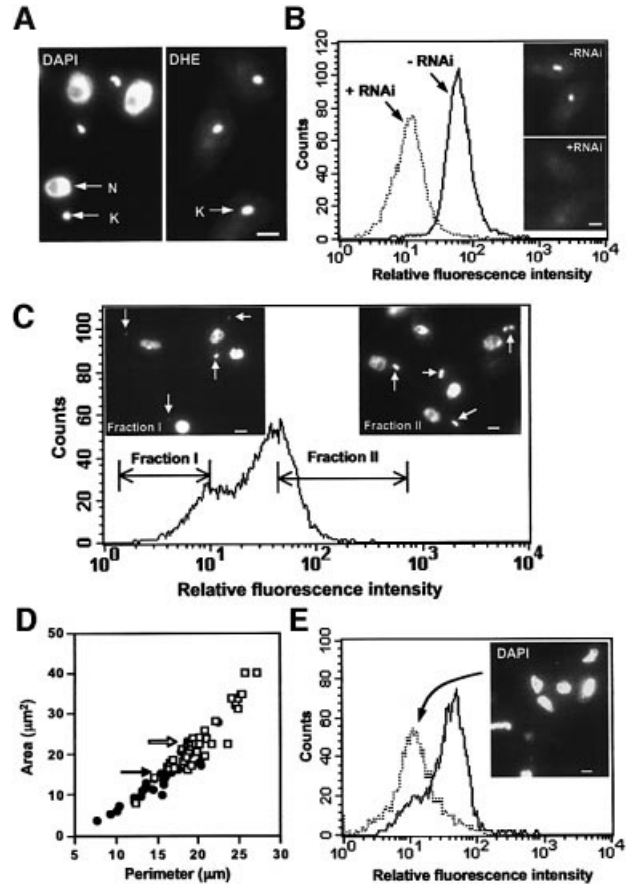 A
DAPI
DHE
N
K
K
B
Counts
120
100
80
60
40
20
0
+ RNAi
- RNAi
-RNAi
+RNAi
10⁰ 10¹ 10² 10³ 10⁴
Relative fluorescence intensity
C
Counts
100
80
60
40
20
0
Fraction I
Fraction II
Fraction I
Fraction II
10⁰ 10¹ 10² 10³ 10⁴
Relative fluorescence intensity
D
Area (μm²)
50
40
30
20
10
0
5 10 15 20 25 30
Perimeter (μm)
E
Counts
100
80
60
40
20
0
DAPI
10⁰ 10¹ 10² 10³ 10⁴
Relative fluorescence intensity